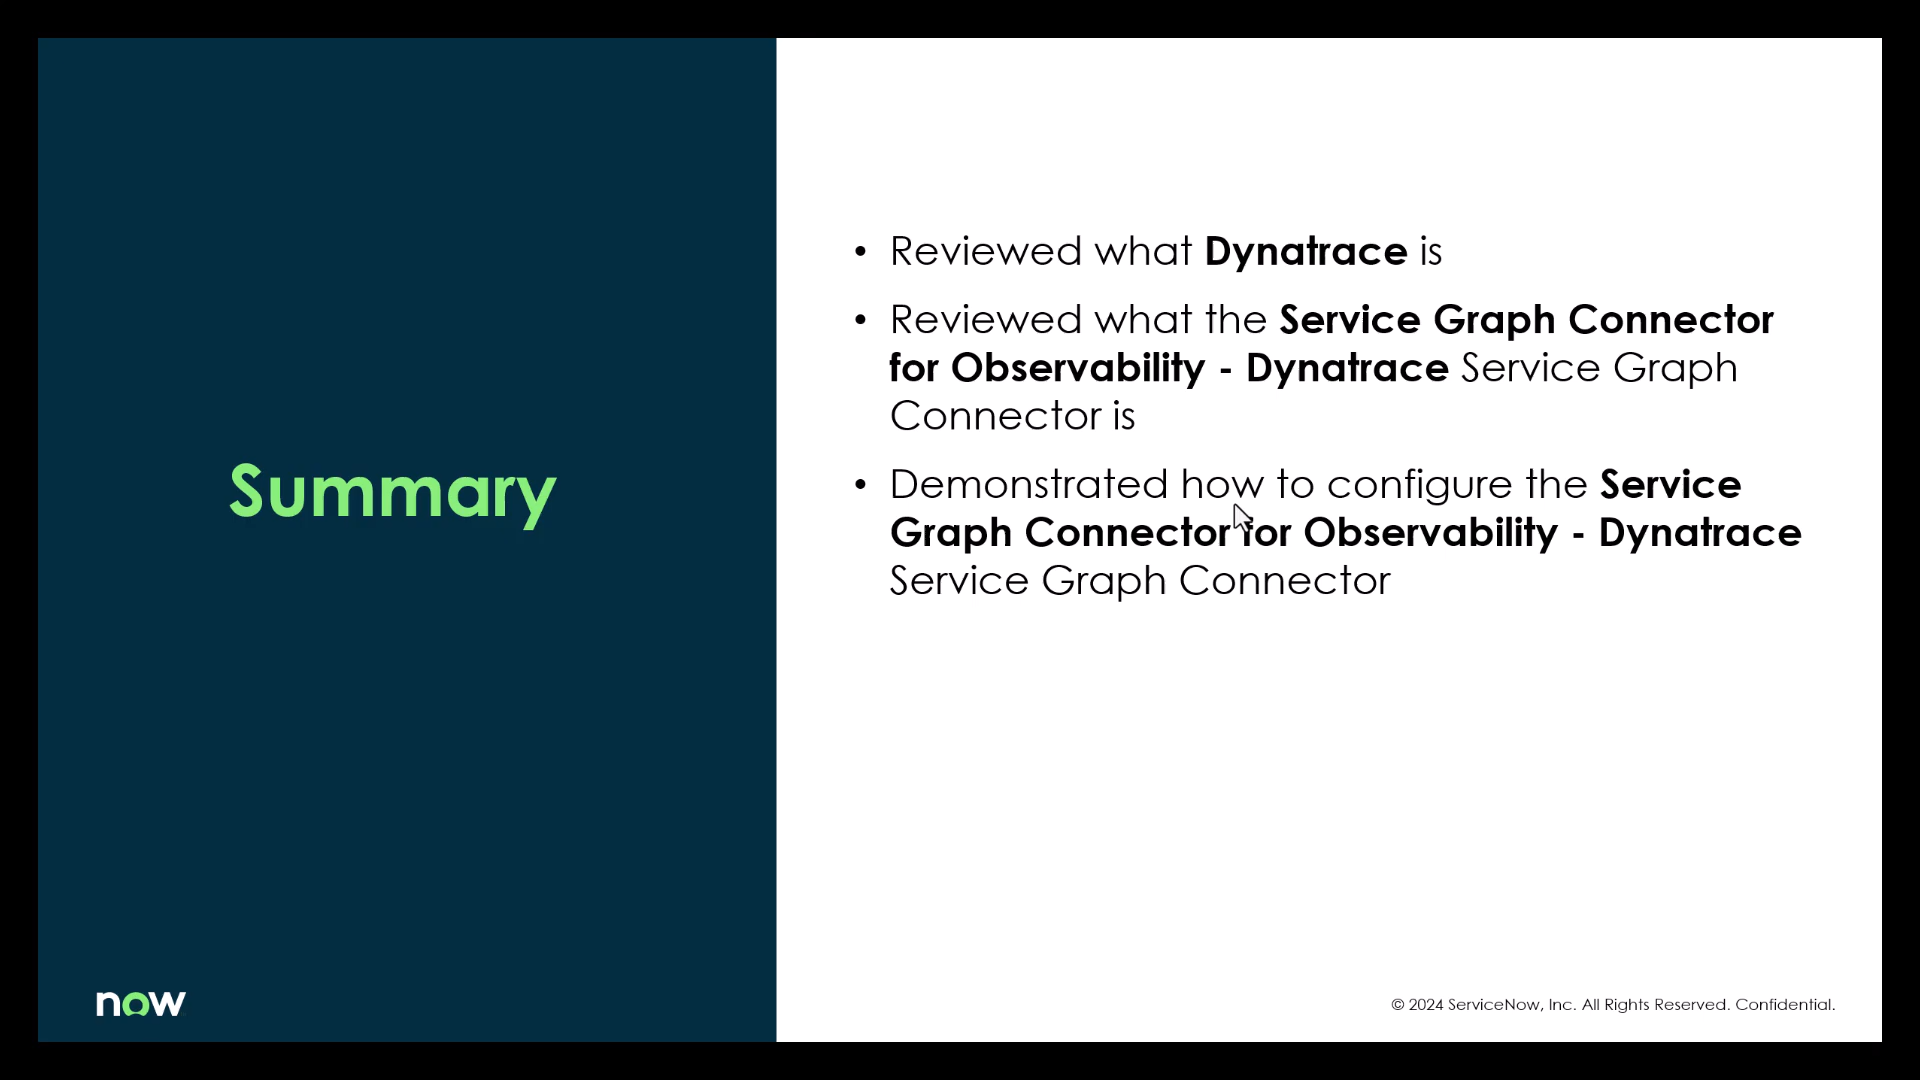 Summary
• Reviewed what Dynatrace is
• Reviewed what the Service Graph Connector
for Observability - Dynatrace Service Graph
Connector is
• Demonstrated how to configure the Service
Graph Connector for Observability - Dynatrace
Service Graph Connector
now
© 2024 ServiceNow, Inc. All Rights Reserved. Confidential.